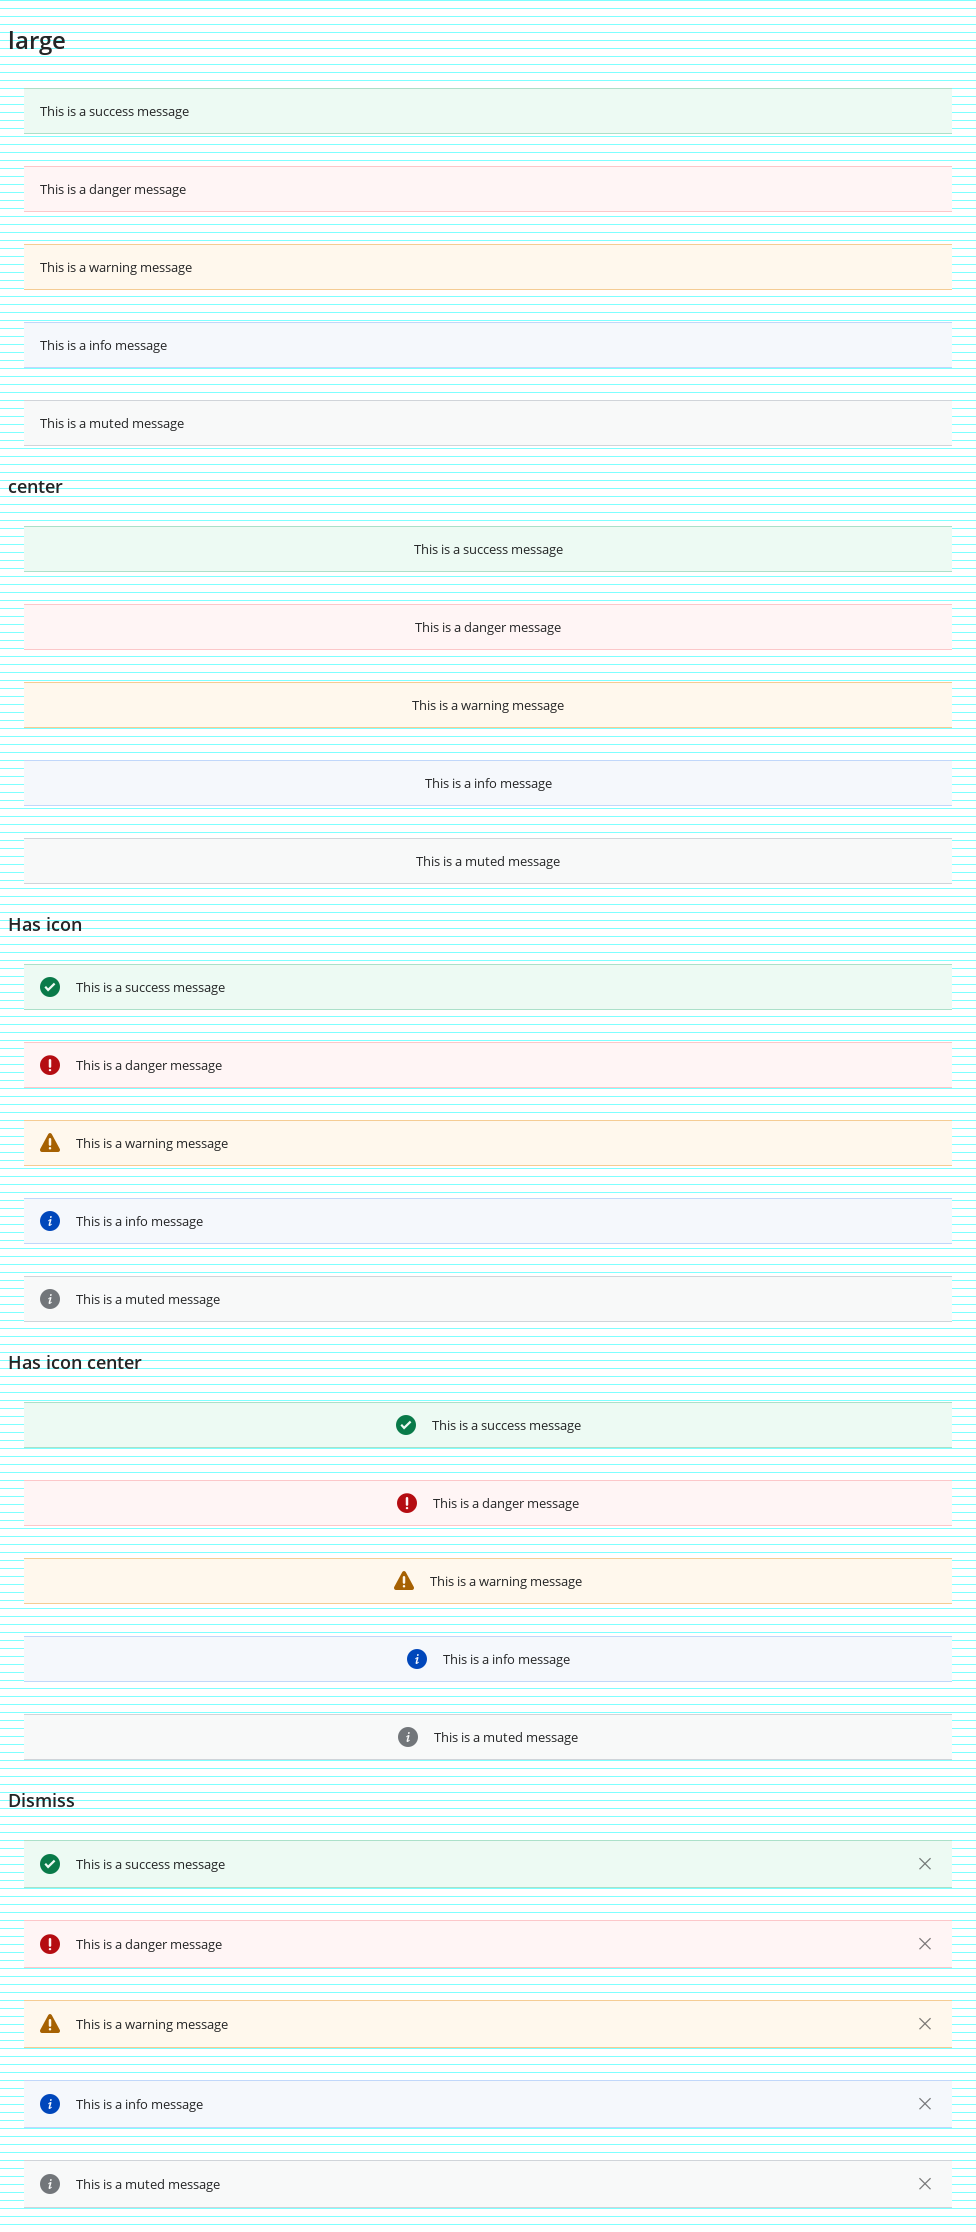 large
This is a success message
This is a danger message
This is a warning message
This is a info message
This is a muted message
center
This is a success message
This is a danger message
This is a warning message
This is a info message
This is a muted message
Has icon
This is a success message
This is a danger message
This is a warning message
This is a info message
This is a muted message
Has icon center
This is a success message
This is a danger message
This is a warning message
This is a info message
This is a muted message
Dismiss
This is a success message
This is a danger message
This is a warning message
This is a info message
This is a muted message